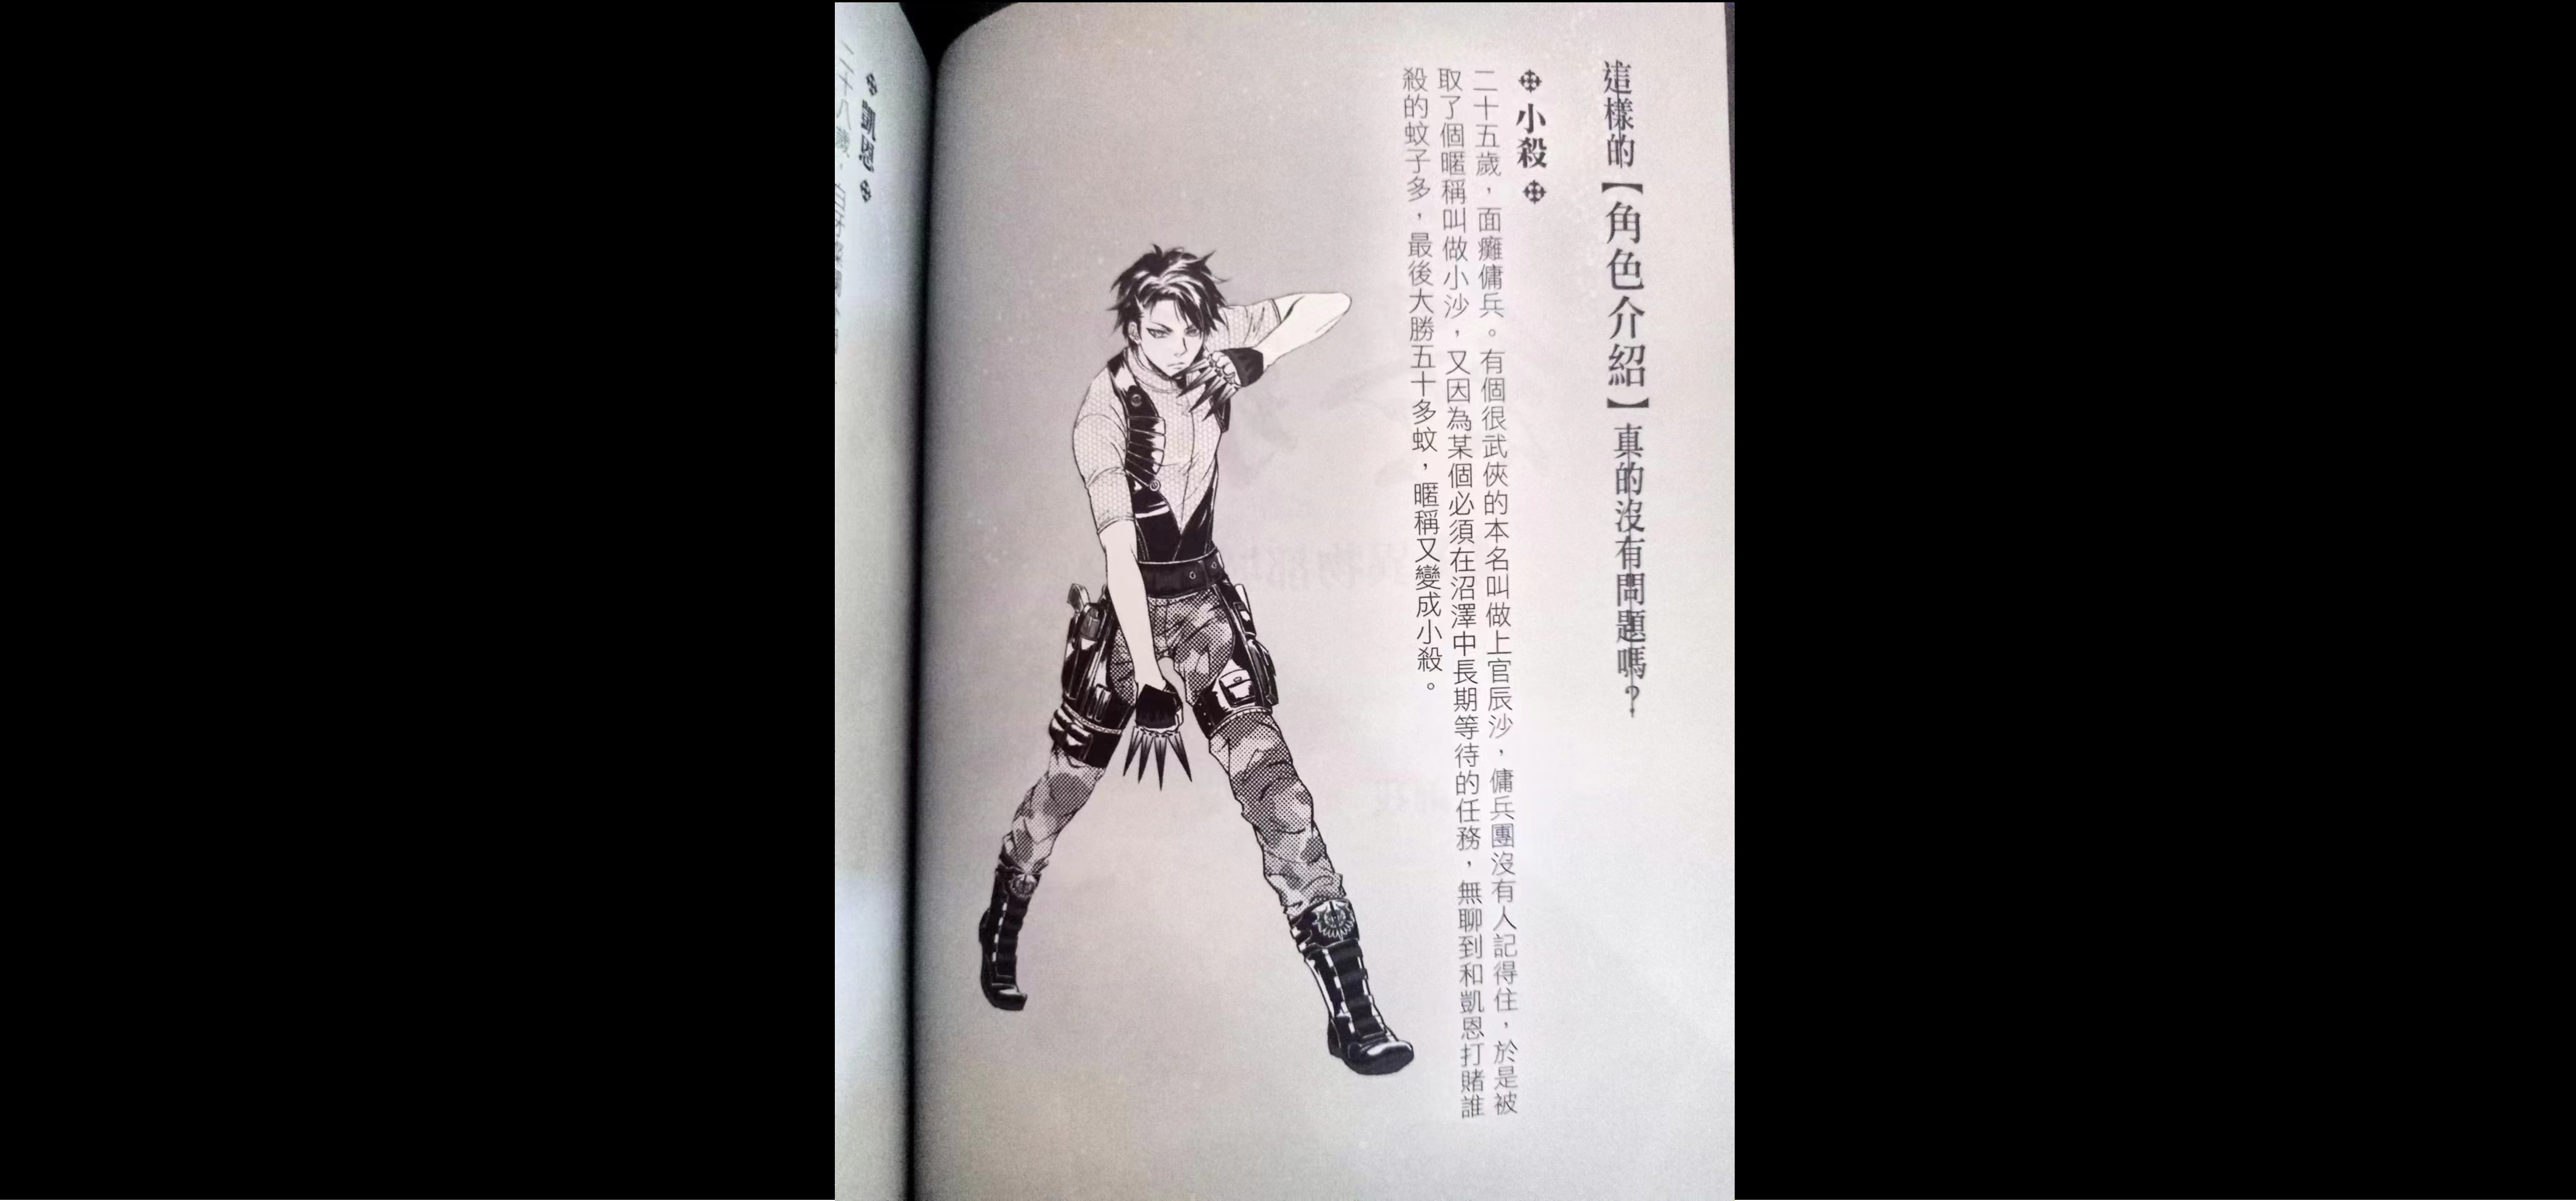 這樣的【角色介紹】真的沒有問題嗎？
小殺
二十五歲，面癱傭兵。有個很武俠的本名叫做上官辰沙，傭兵團沒有人記得住，於是被
取了個暱稱叫做小沙，又因為某個必須在沼澤中長期等待的任務，無聊到和凱恩打賭誰
殺的蚊子多，最後大勝五十多蚊，暱稱又變成小殺。
凱恩
二十八歲，